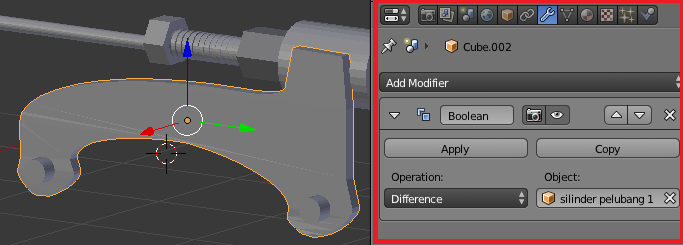 Cube.002
Add Modifier
Boolean
Apply Copy
Operation: Object:
Difference silinder pelubang 1